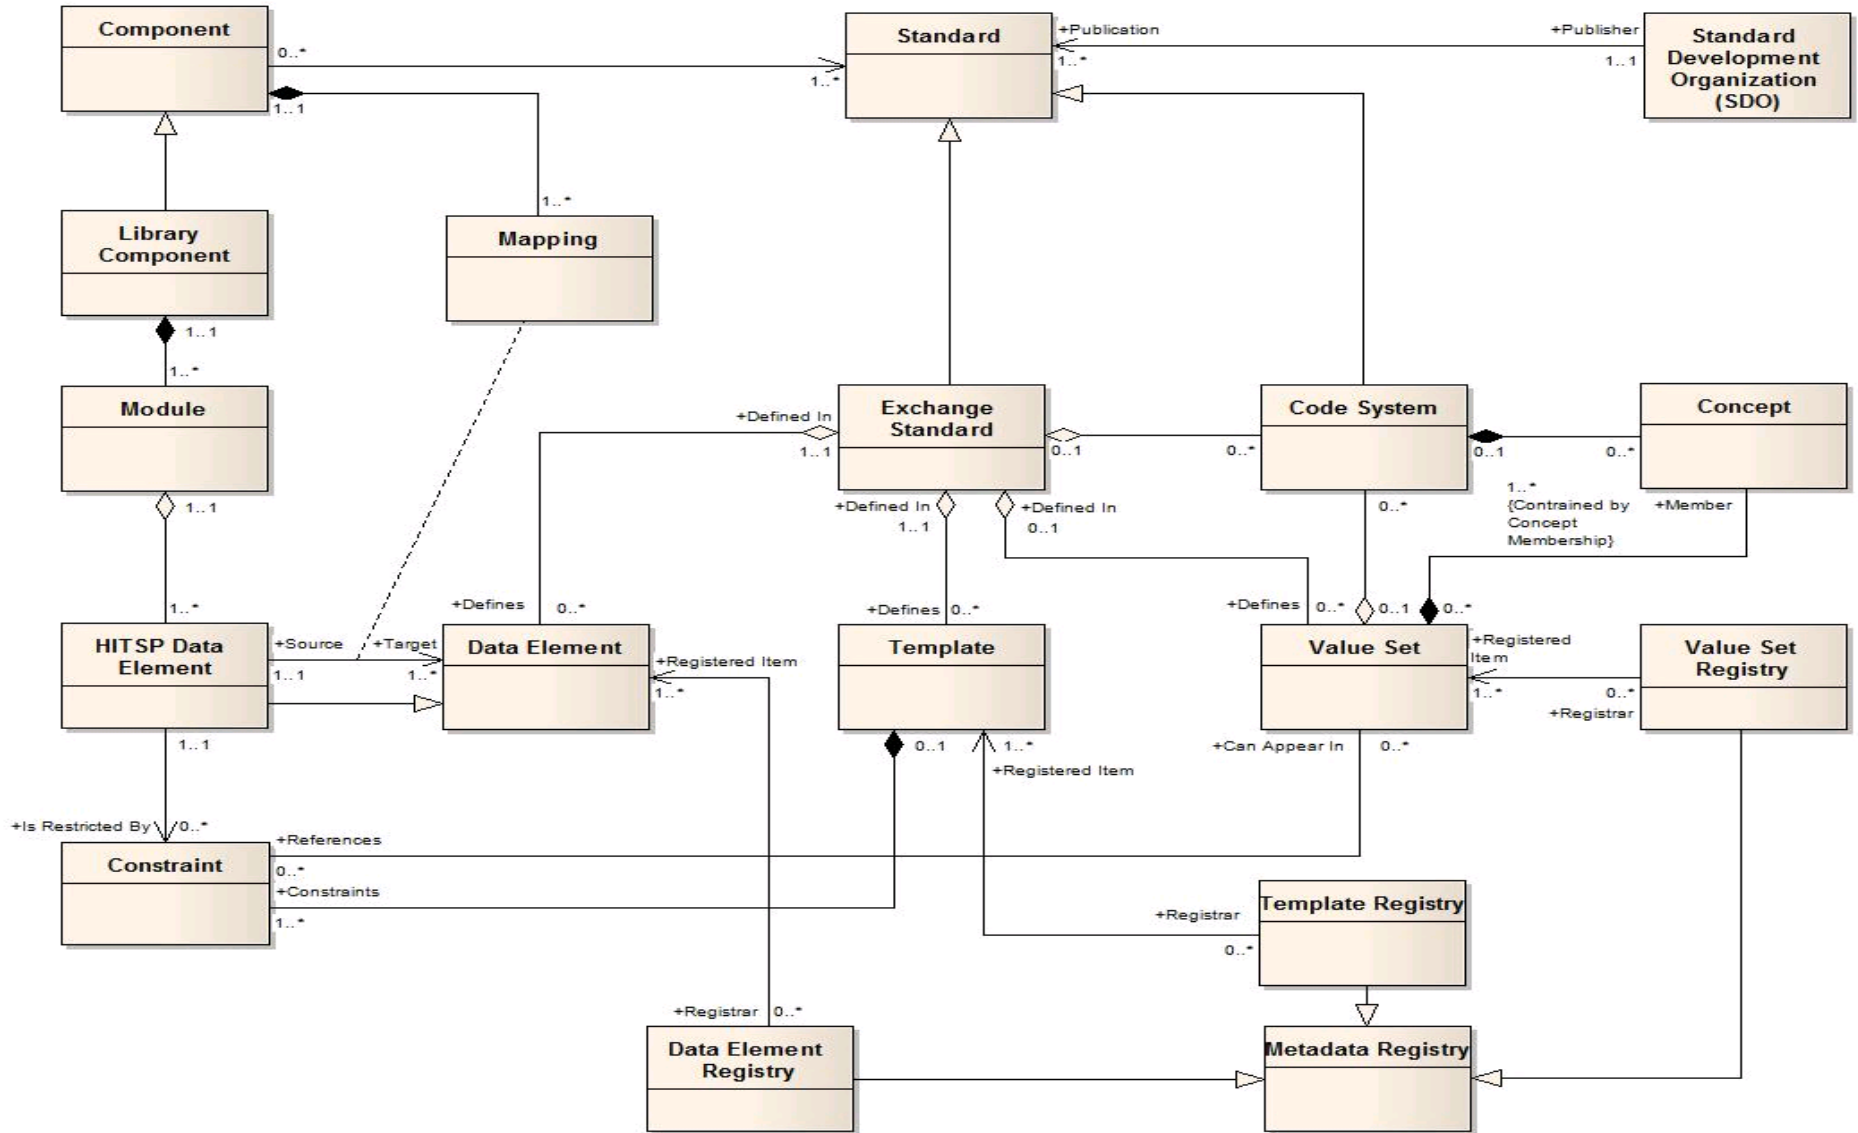 Component
0..*
1..*
1..1
Standard
+Publication
1..*
+Publisher
1..1
Standard
Development
Organization
(SDO)
Library
Component
1..1
1..*
Mapping
1..*
Module
1..1
1..*
+Defined In
1..1
Exchange
Standard
0..1
0..*
Code System
0..1
0..*
Concept
+Defined In
1..1
+Defined In
0..1
0..*
1..*
{Contrained by
Concept
Membership}
+Member
+Defines
0..*
+Defines
0..*
+Defines
0..*
0..1
0..*
HITSP Data
Element
+Source
1..1
+Target
1..*
Data Element
+Registered Item
1..*
Template
Value Set
+Registered
Item
1..*
0..*
+Registrar
Value Set
Registry
1..1
0..1
1..*
+Registered Item
+Can Appear In
0..*
+Is Restricted By
0..*
Constraint
+References
0..*
+Constraints
1..*
+Registrar
0..*
Template Registry
+Registrar
0..*
Data Element
Registry
Metadata Registry